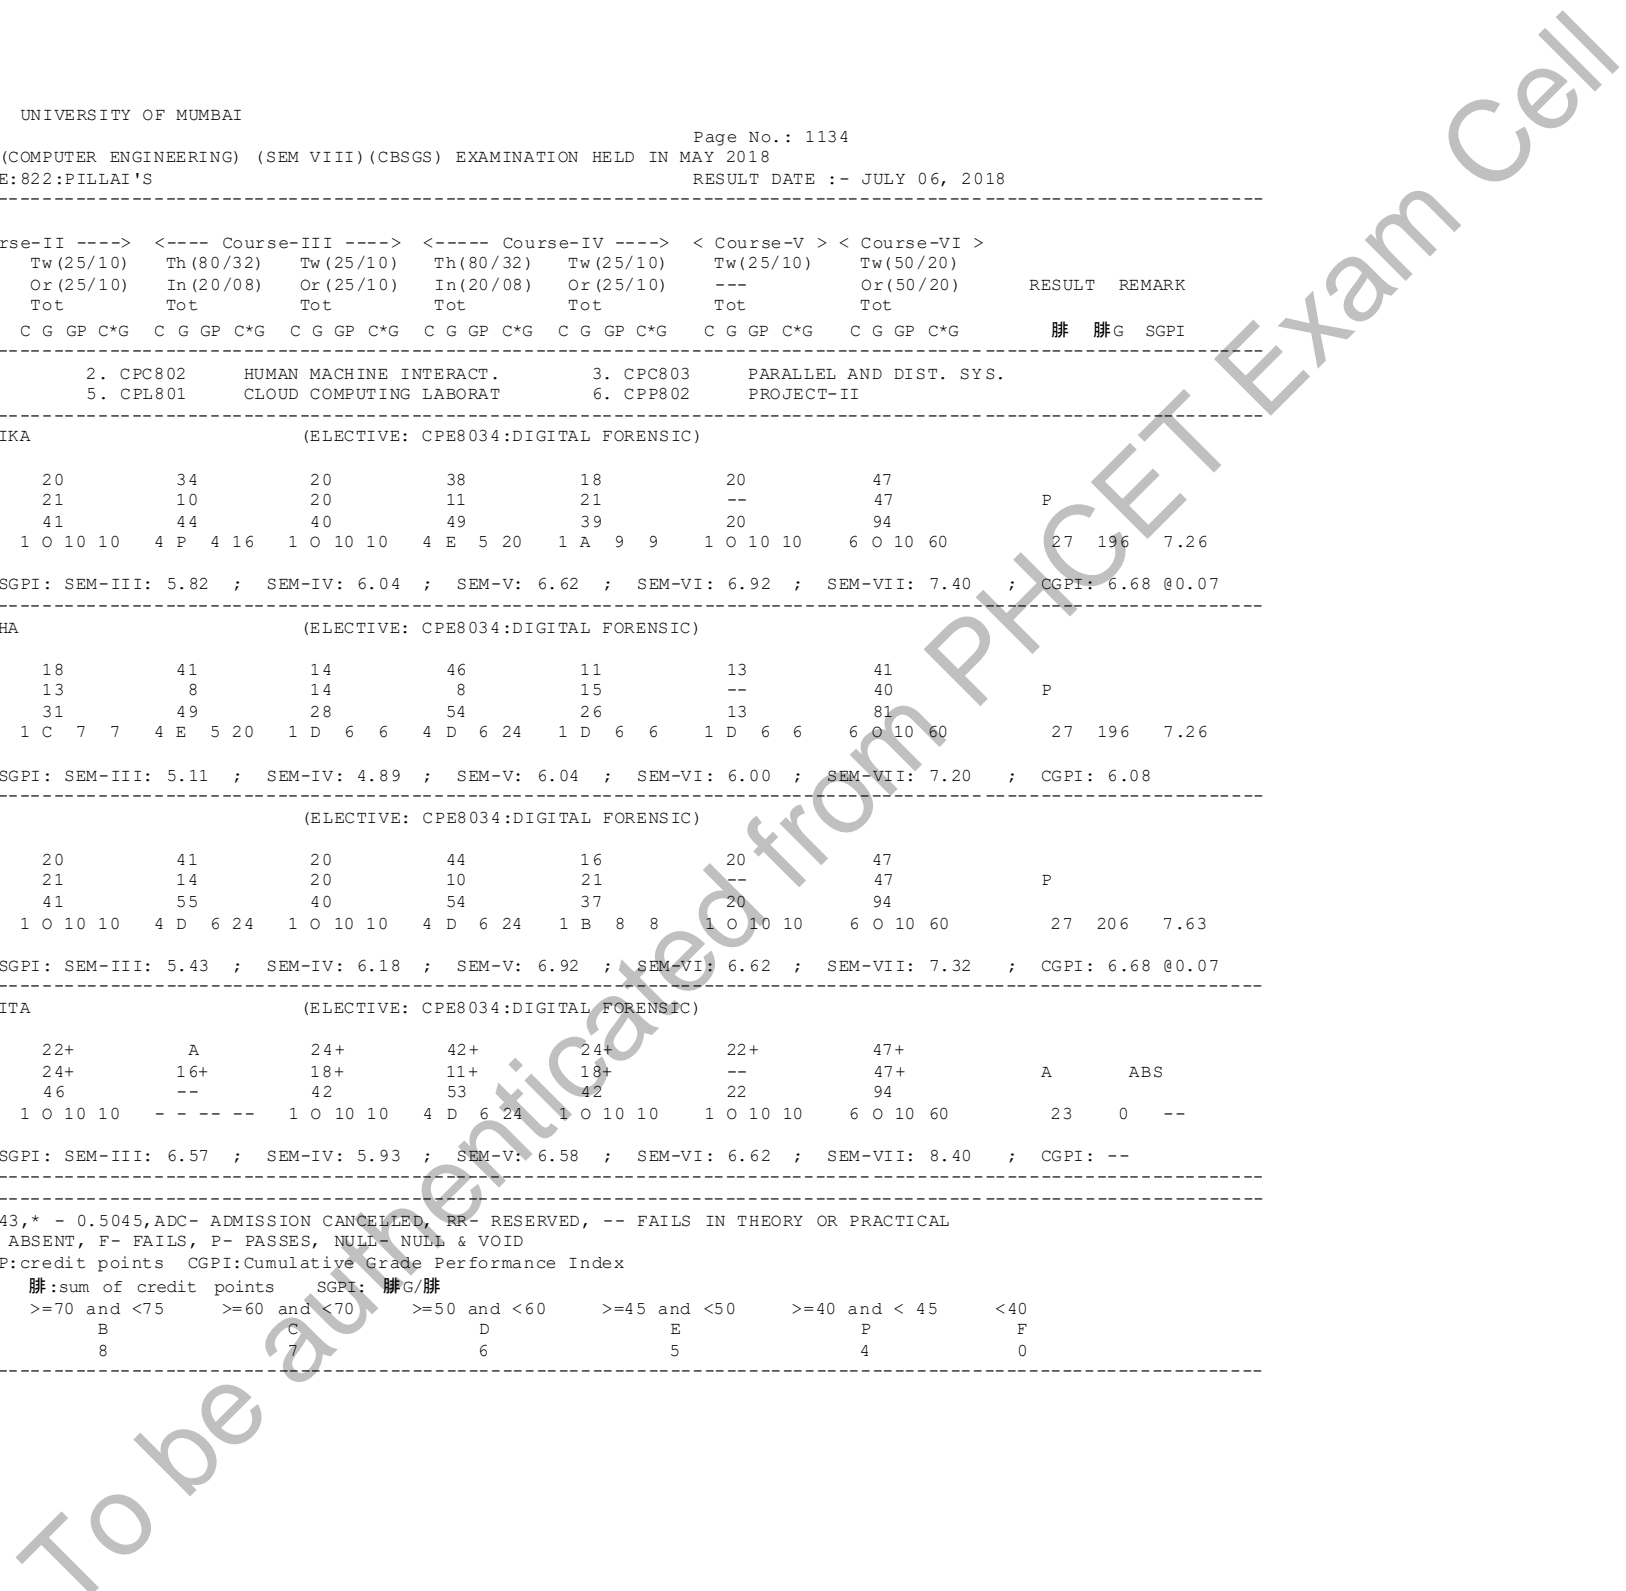 UNIVERSITY OF MUMBAI
Page No.: 1134
(COMPUTER ENGINEERING) (SEM VIII)(CBSGS) EXAMINATION HELD IN MAY 2018
E:822:PILLAI'S RESULT DATE :- JULY 06, 2018
rse-II ----> <---- Course-III ----> <----- Course-IV ----> < Course-V > < Course-VI >
Tw(25/10) Th(80/32) Tw(25/10) Th(80/32) Tw(25/10) Tw(25/10) Tw(50/20)
Or(25/10) In(20/08) Or(25/10) In(20/08) Or(25/10) --- Or(50/20) RESULT REMARK
Tot Tot Tot Tot Tot Tot Tot
C G GP C*G C G GP C*G C G GP C*G C G GP C*G C G GP C*G C G GP C*G C G GP C*G 腓 腓G SGPI
2. CPC802 HUMAN MACHINE INTERACT. 3. CPC803 PARALLEL AND DIST. SYS.
5. CPL801 CLOUD COMPUTING LABORAT 6. CPP802 PROJECT-II
IKA (ELECTIVE: CPE8034:DIGITAL FORENSIC)
20 34 20 38 18 20 47
21 10 20 11 21 -- 47 P
41 44 40 49 39 20 94
1 O 10 10 4 P 4 16 1 O 10 10 4 E 5 20 1 A 9 9 1 O 10 10 6 O 10 60 27 196 7.26
SGPI: SEM-III: 5.82 ; SEM-IV: 6.04 ; SEM-V: 6.62 ; SEM-VI: 6.92 ; SEM-VII: 7.40 ; CGPI: 6.68 @0.07
HA (ELECTIVE: CPE8034:DIGITAL FORENSIC)
18 41 14 46 11 13 41
13 8 14 8 15 -- 40 P
31 49 28 54 26 13 81
1 C 7 7 4 E 5 20 1 D 6 6 4 D 6 24 1 D 6 6 1 D 6 6 6 O 10 60 27 196 7.26
SGPI: SEM-III: 5.11 ; SEM-IV: 4.89 ; SEM-V: 6.04 ; SEM-VI: 6.00 ; SEM-VII: 7.20 ; CGPI: 6.08
(ELECTIVE: CPE8034:DIGITAL FORENSIC)
20 41 20 44 16 20 47
21 14 20 10 21 -- 47 P
41 55 40 54 37 20 94
1 O 10 10 4 D 6 24 1 O 10 10 4 D 6 24 1 B 8 8 1 O 10 10 6 O 10 60 27 206 7.63
SGPI: SEM-III: 5.43 ; SEM-IV: 6.18 ; SEM-V: 6.92 ; SEM-VI: 6.62 ; SEM-VII: 7.32 ; CGPI: 6.68 @0.07
ITA (ELECTIVE: CPE8034:DIGITAL FORENSIC)
22+ A 24+ 42+ 24+ 22+ 47+
24+ 16+ 18+ 11+ 18+ -- 47+ A ABS
46 -- 42 53 42 22 94
1 O 10 10 - - -- -- 1 O 10 10 4 D 6 24 1 O 10 10 1 O 10 10 6 O 10 60 23 0 --
SGPI: SEM-III: 6.57 ; SEM-IV: 5.93 ; SEM-V: 6.58 ; SEM-VI: 6.62 ; SEM-VII: 8.40 ; CGPI: --
43,* - 0.5045,ADC- ADMISSION CANCELLED, RR- RESERVED, -- FAILS IN THEORY OR PRACTICAL
ABSENT, F- FAILS, P- PASSES, NULL- NULL & VOID
P:credit points CGPI:Cumulative Grade Performance Index
腓:sum of credit points SGPI: 腓G/腓
>=70 and <75 >=60 and <70 >=50 and <60 >=45 and <50 >=40 and < 45 <40
B C D E P F
8 7 6 5 4 0
To be authenticated from PHCET Exam Cell